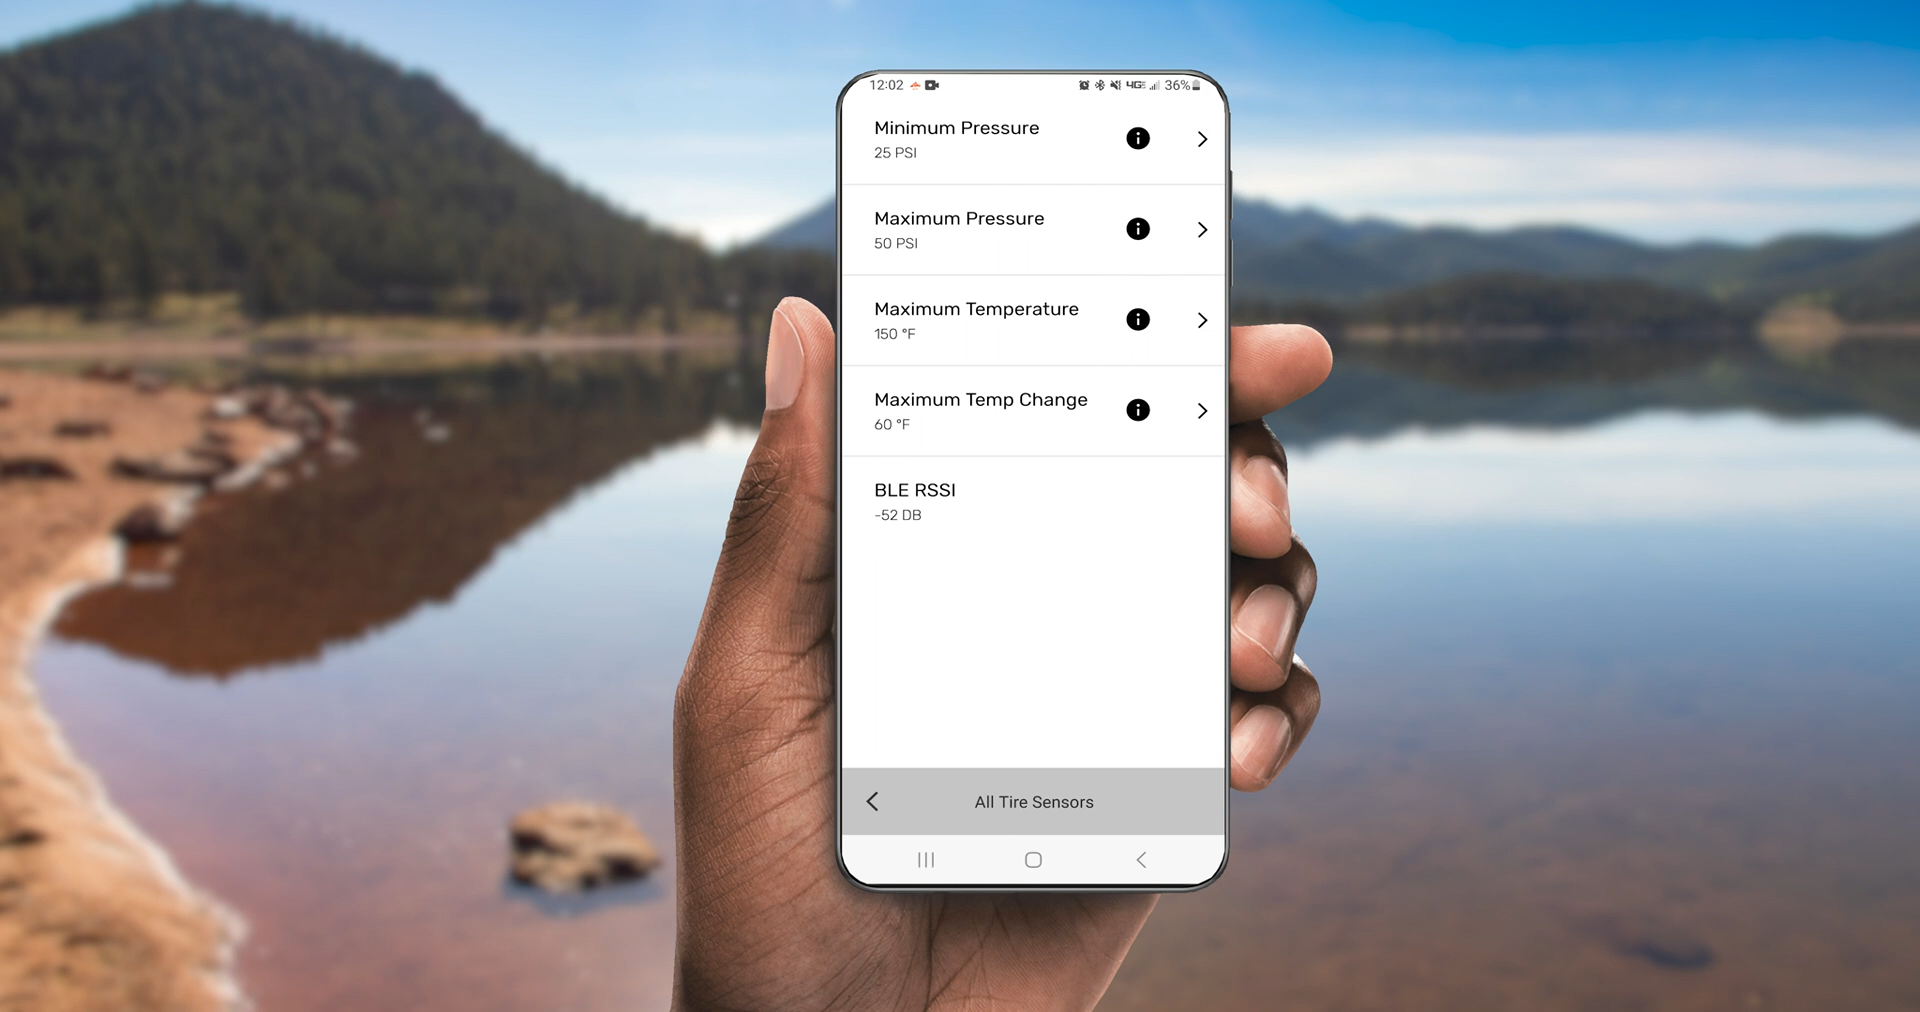 12:02 4GE 36%
Minimum Pressure
25 PSI
Maximum Pressure
50 PSI
Maximum Temperature
150 °F
Maximum Temp Change
60 °F
BLE RSSI
-52 DB
All Tire Sensors